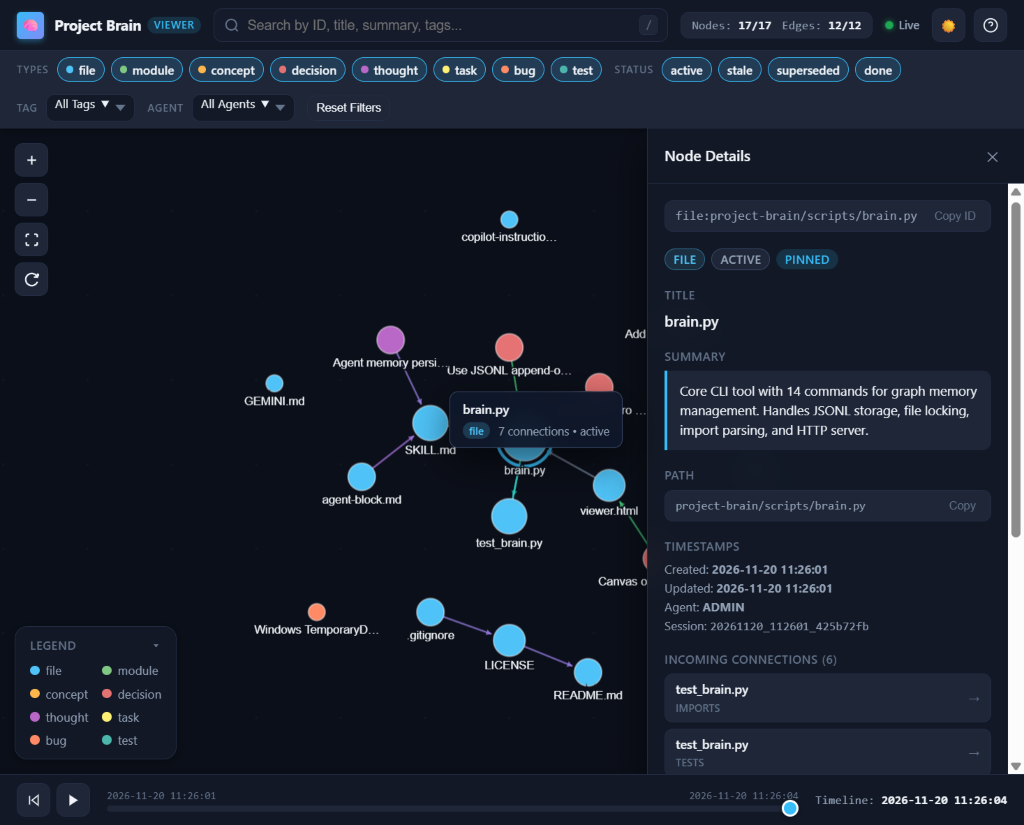 Project Brain VIEWER
Search by ID, title, summary, tags...
/
Nodes: 17/17 Edges: 12/12
Live
TYPES file module concept decision thought task bug test STATUS active stale superseded done
TAG All Tags ▼ AGENT All Agents ▼ Reset Filters
copilot-instructio…
Add
Agent memory persi…
Use JSONL append-o…
GEMINI.md
ro …
brain.py
file 7 connections • active
SKILL.md
brain.py
agent-block.md
viewer.html
test_brain.py
Canvas o
Windows TemporaryD…
.gitignore
LICENSE
README.md
LEGEND
file module
concept decision
thought task
bug test
Node Details
file:project-brain/scripts/brain.py Copy ID
FILE ACTIVE PINNED
TITLE
brain.py
SUMMARY
Core CLI tool with 14 commands for graph memory
management. Handles JSONL storage, file locking,
import parsing, and HTTP server.
PATH
project-brain/scripts/brain.py Copy
TIMESTAMPS
Created: 2026-11-20 11:26:01
Updated: 2026-11-20 11:26:01
Agent: ADMIN
Session: 20261120_112601_425b72fb
INCOMING CONNECTIONS (6)
test_brain.py
IMPORTS
→
test_brain.py
TESTS
→
2026-11-20 11:26:01
2026-11-20 11:26:04
Timeline: 2026-11-20 11:26:04